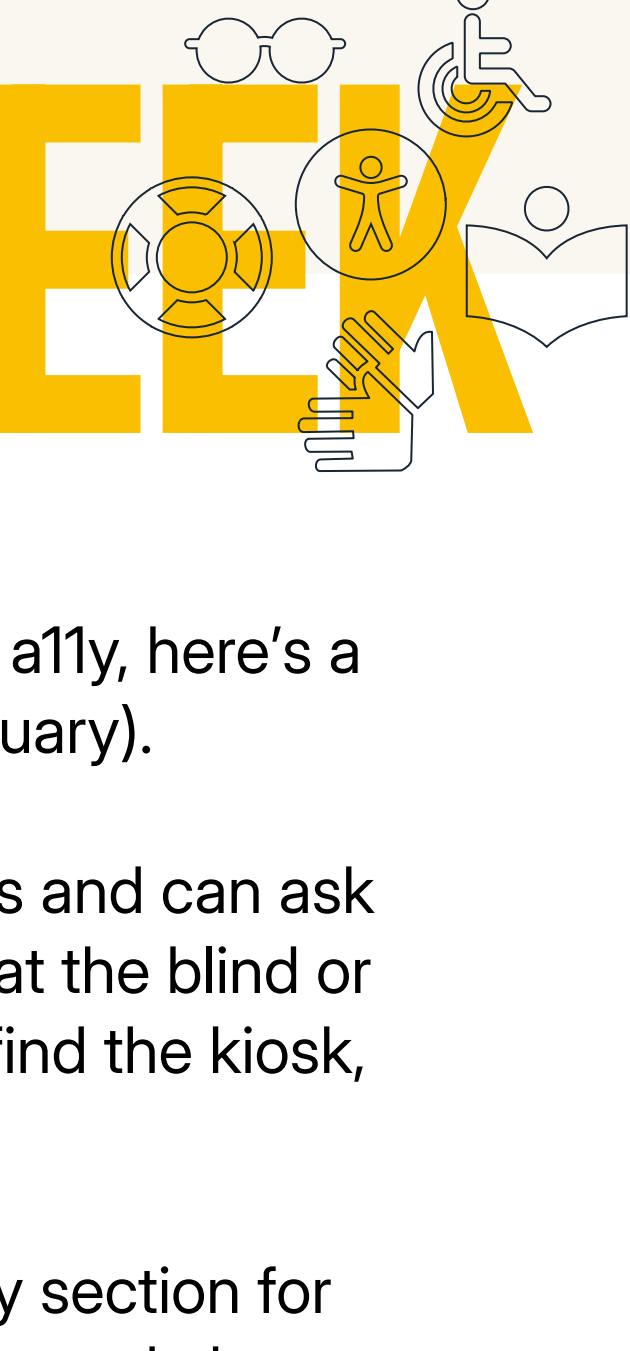 EEK
a11y, here’s a
uary).
s and can ask
at the blind or
find the kiosk,
y section for